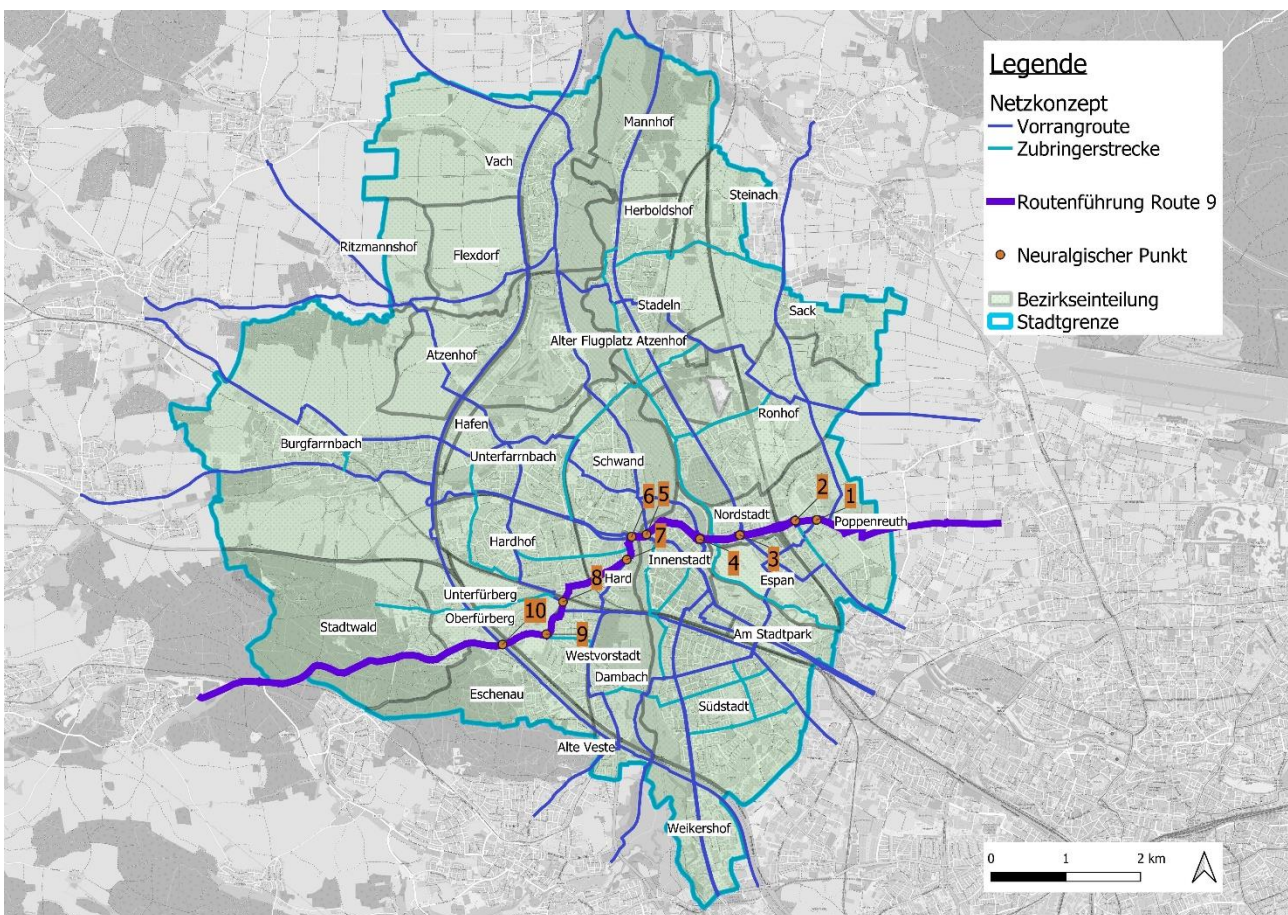 Legende
Netzkonzept
Vorrangroute
Zubringerstrecke
Routenführung Route 9
Neuralgischer Punkt
Bezirkseinteilung
Stadtgrenze
Mannhof
Vach
Steinach
Herboldshof
Ritzmannshof
Flexdorf
Stadeln
Sack
Alter Flugplatz Atzenhof
Atzenhof
Ronhof
Hafen
Burgfarrnbach
Unterfarrnbach
Schwand
6
5
2
1
Nordstadt
Poppenreuth
7
Hardhof
Innenstadt
4
3
8
Hard
Espan
Unterfürberg
10
Oberfürberg
Stadtwald
9
Am Stadtpark
Westvorstadt
Dambach
Eschenau
Südstadt
Alte Veste
Weikershof
0 1 2 km